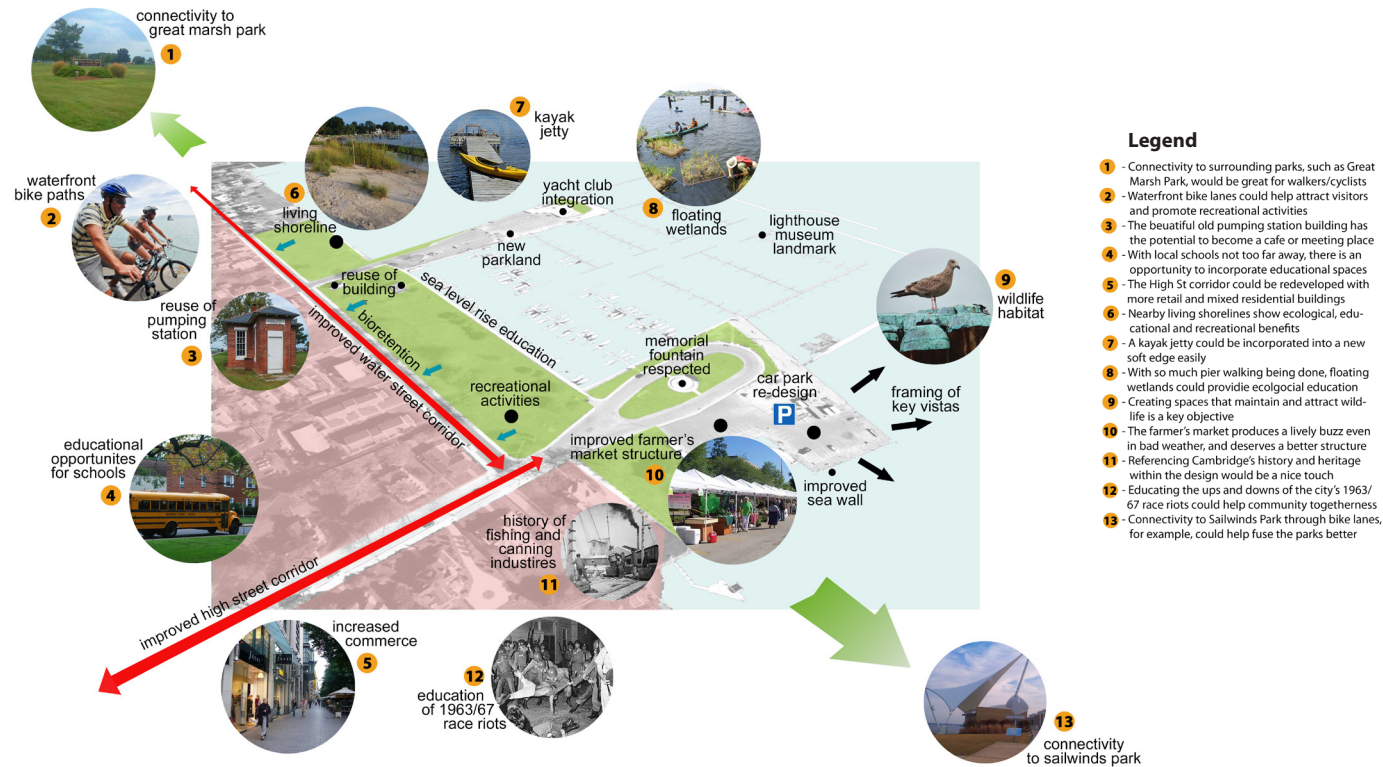 connectivity to
great marsh park
1
waterfront
bike paths
2
6
living
shoreline
7
kayak
jetty
yacht club
integration
new
parkland
8
floating
wetlands
lighthouse
museum
landmark
9
wildlife
habitat
reuse of
pumping
station
3
reuse of
building
sea level rise education
bioretention
improved water street corridor
recreational
activities
memorial
fountain
respected
car park
re-design
P
framing of
key vistas
educational
opportunites
for schools
4
improved farmer's
market structure
10
improved
sea wall
history of
fishing and
canning
industires
11
improved high street corridor
increased
commerce
5
12
education
of 1963/67
race riots
13
connectivity
to sailwinds park
Legend
1 - Connectivity to surrounding parks, such as Great
Marsh Park, would be great for walkers/cyclists
2 - Waterfront bike lanes could help attract visitors
and promote recreational activities
3 - The beuatiful old pumping station building has
the potential to become a cafe or meeting place
4 - With local schools not too far away, there is an
opportunity to incorporate educational spaces
5 - The High St corridor could be redeveloped with
more retail and mixed residential buildings
6 - Nearby living shorelines show ecological, edu-
cational and recreational benefits
7 - A kayak jetty could be incorporated into a new
soft edge easily
8 - With so much pier walking being done, floating
wetlands could providie ecolgocial education
9 - Creating spaces that maintain and attract wild-
life is a key objective
10 - The farmer's market produces a lively buzz even
in bad weather, and deserves a better structure
11 - Referencing Cambridge's history and heritage
within the design would be a nice touch
12 - Educating the ups and downs of the city's 1963/
67 race riots could help community togetherness
13 - Connectivity to Sailwinds Park through bike lanes,
for example, could help fuse the parks better